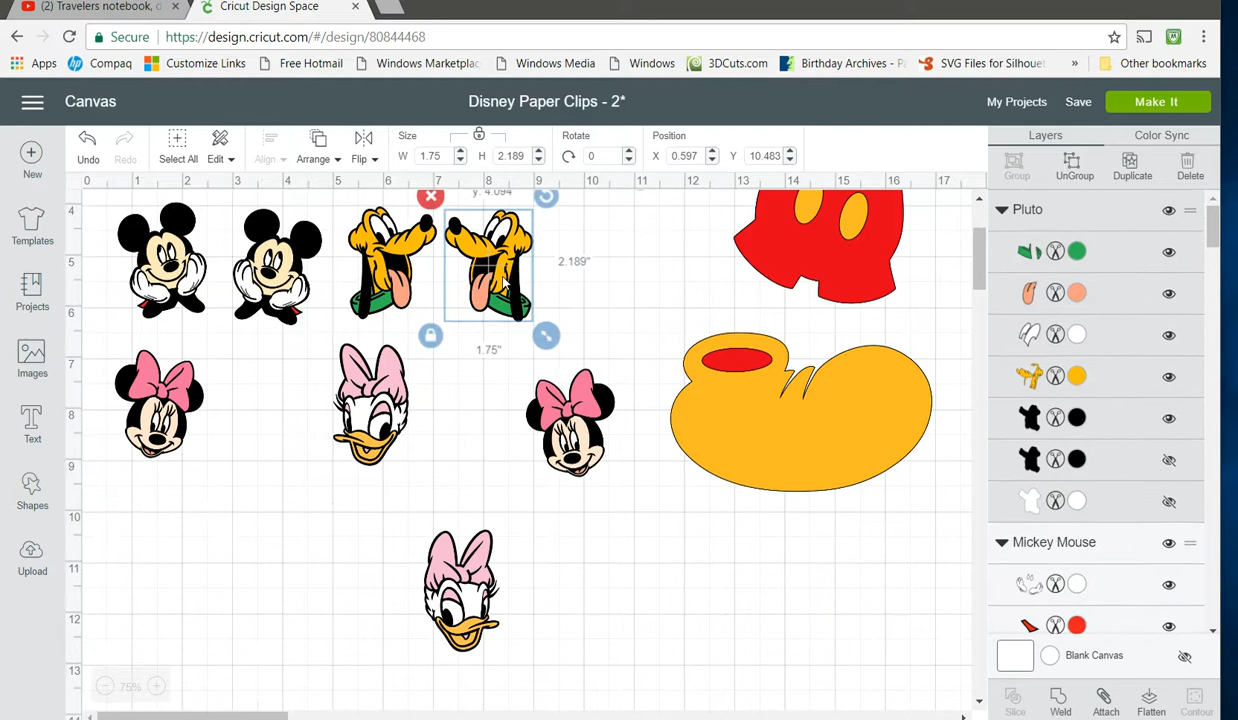 (2) Travelers notebook, d
Cricut Design Space
Secure https://design.cricut.com/#/design/80844468
Apps Compaq Customize Links Free Hotmail Windows Marketplac Windows Media Windows 3DCuts.com Birthday Archives - Pa SVG Files for Silhouet » Other bookmarks
Canvas Disney Paper Clips - 2* My Projects Save Make It
Undo Redo Select All Edit Align Arrange Flip Size W 1.75 H 2.189 Rotate 0 Position X 0.597 Y 10.483
Layers Color Sync
Group UnGroup Duplicate Delete
0 1 2 3 4 5 6 7 8 9 10 11 12 13 14 15 16 17
4
5
6
7
8
9
10
11
12
13
y: 4.094
2.189"
1.75"
New
Templates
Projects
Images
Text
Shapes
Upload
75%
Pluto
Mickey Mouse
Blank Canvas
Slice Weld Attach Flatten Contour